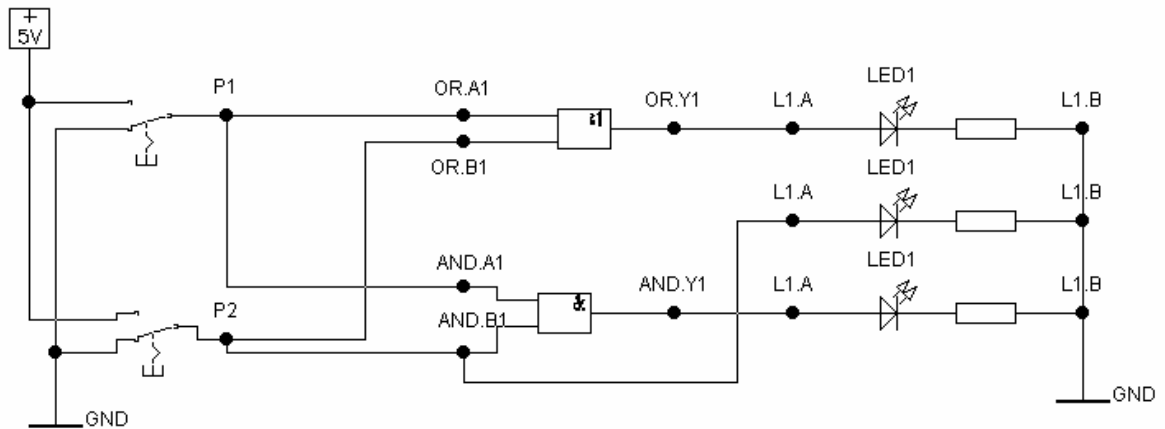 +
5V
P1
OR.A1
OR.B1
OR.Y1
L1.A
LED1
L1.B
L1.A
LED1
L1.B
P2
AND.A1
AND.B1
&
AND.Y1
L1.A
LED1
L1.B
GND
GND